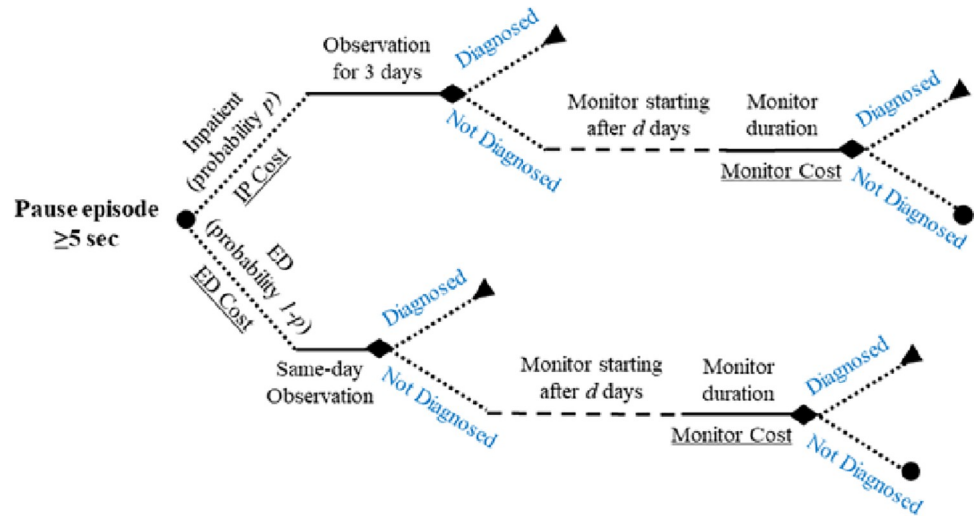 Pause episode
≥5 sec
Inpatient
(probability p)
IP Cost
Observation
for 3 days
Diagnosed
Not Diagnosed
Monitor starting
after d days
Monitor
duration
Monitor Cost
Diagnosed
Not Diagnosed
ED
(probability 1-p)
ED Cost
Same-day
Observation
Diagnosed
Not Diagnosed
Monitor starting
after d days
Monitor
duration
Monitor Cost
Diagnosed
Not Diagnosed